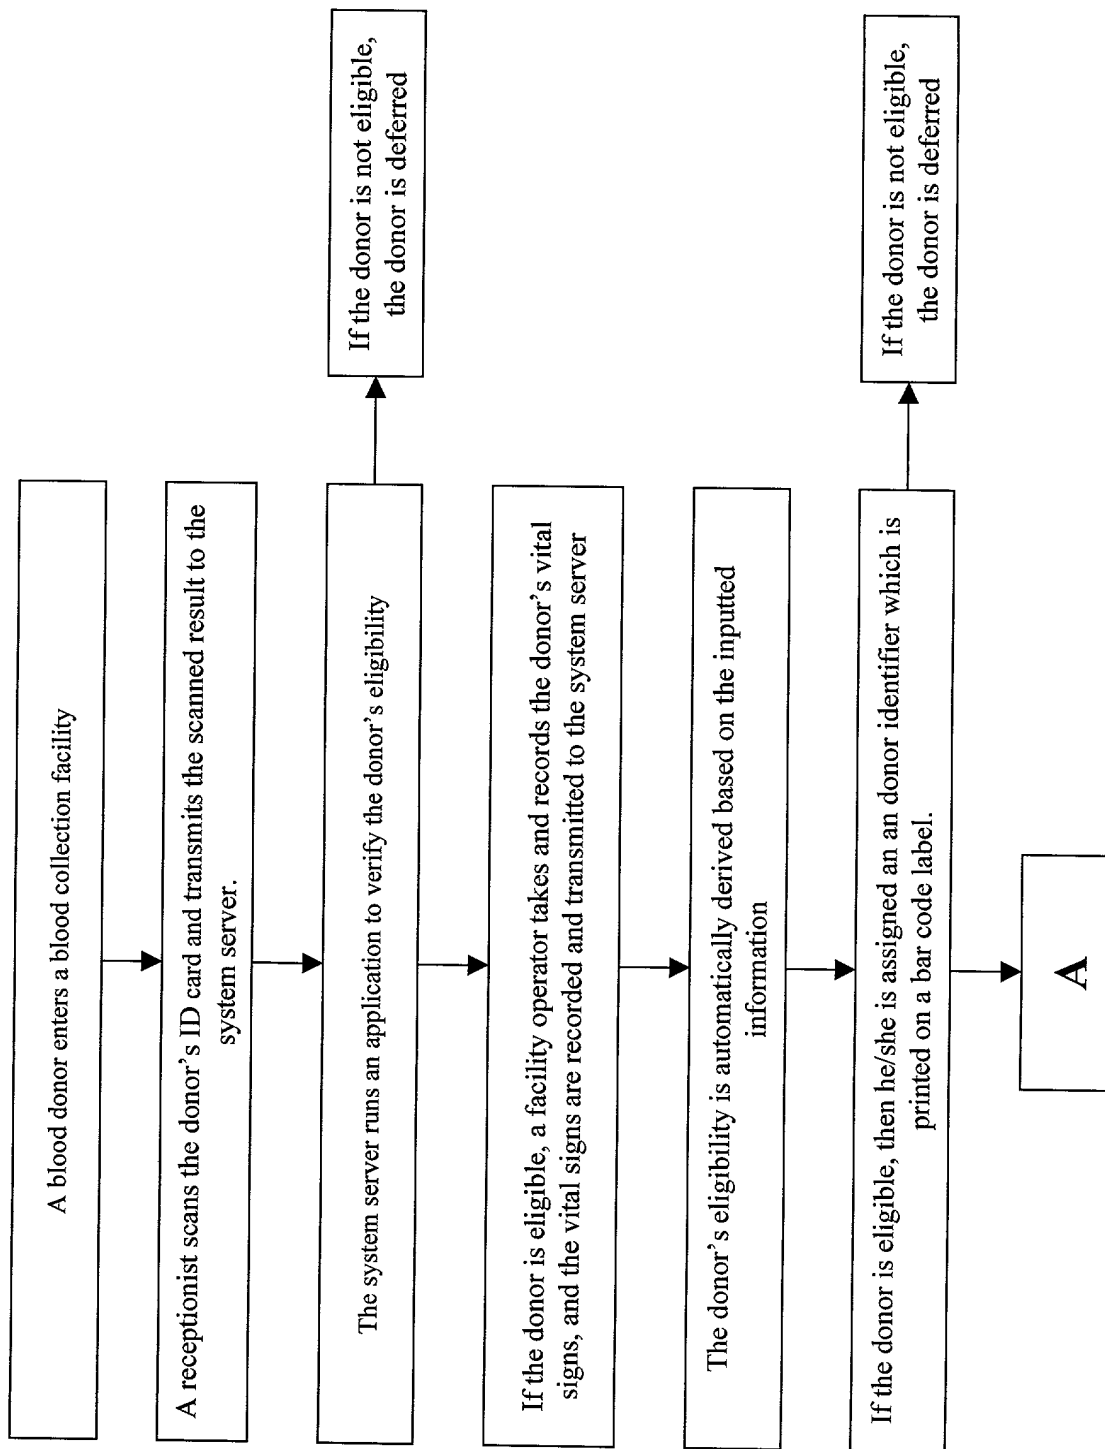 A blood donor enters a blood collection facility
A receptionist scans the donor's ID card and transmits the scanned result to the
system server.
The system server runs an application to verify the donor's eligibility
If the donor is not eligible,
the donor is deferred
If the donor is eligible, a facility operator takes and records the donor's vital
signs, and the vital signs are recorded and transmitted to the system server
The donor's eligibility is automatically derived based on the inputted
information
If the donor is eligible, then he/she is assigned an an donor identifier which is
printed on a bar code label.
If the donor is not eligible,
the donor is deferred
A